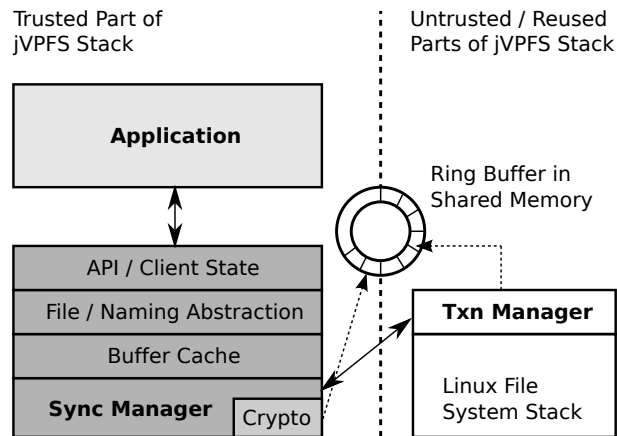 Trusted Part of
jVPFS Stack
Untrusted / Reused
Parts of jVPFS Stack
Application
Ring Buffer in
Shared Memory
API / Client State
File / Naming Abstraction
Buffer Cache
Sync Manager
Crypto
Txn Manager
Linux File
System Stack